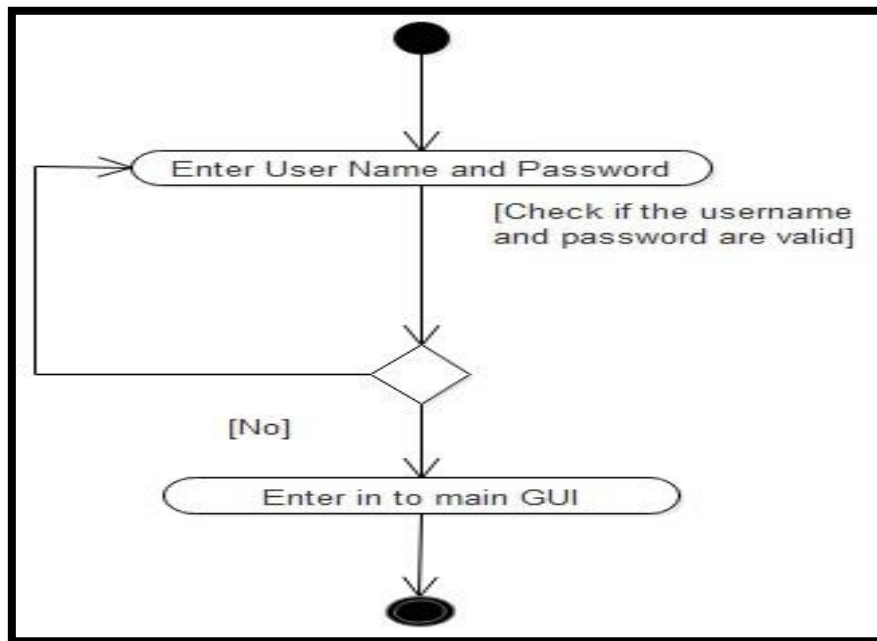 Enter User Name and Password
[Check if the username
and password are valid]
[No]
Enter in to main GUI